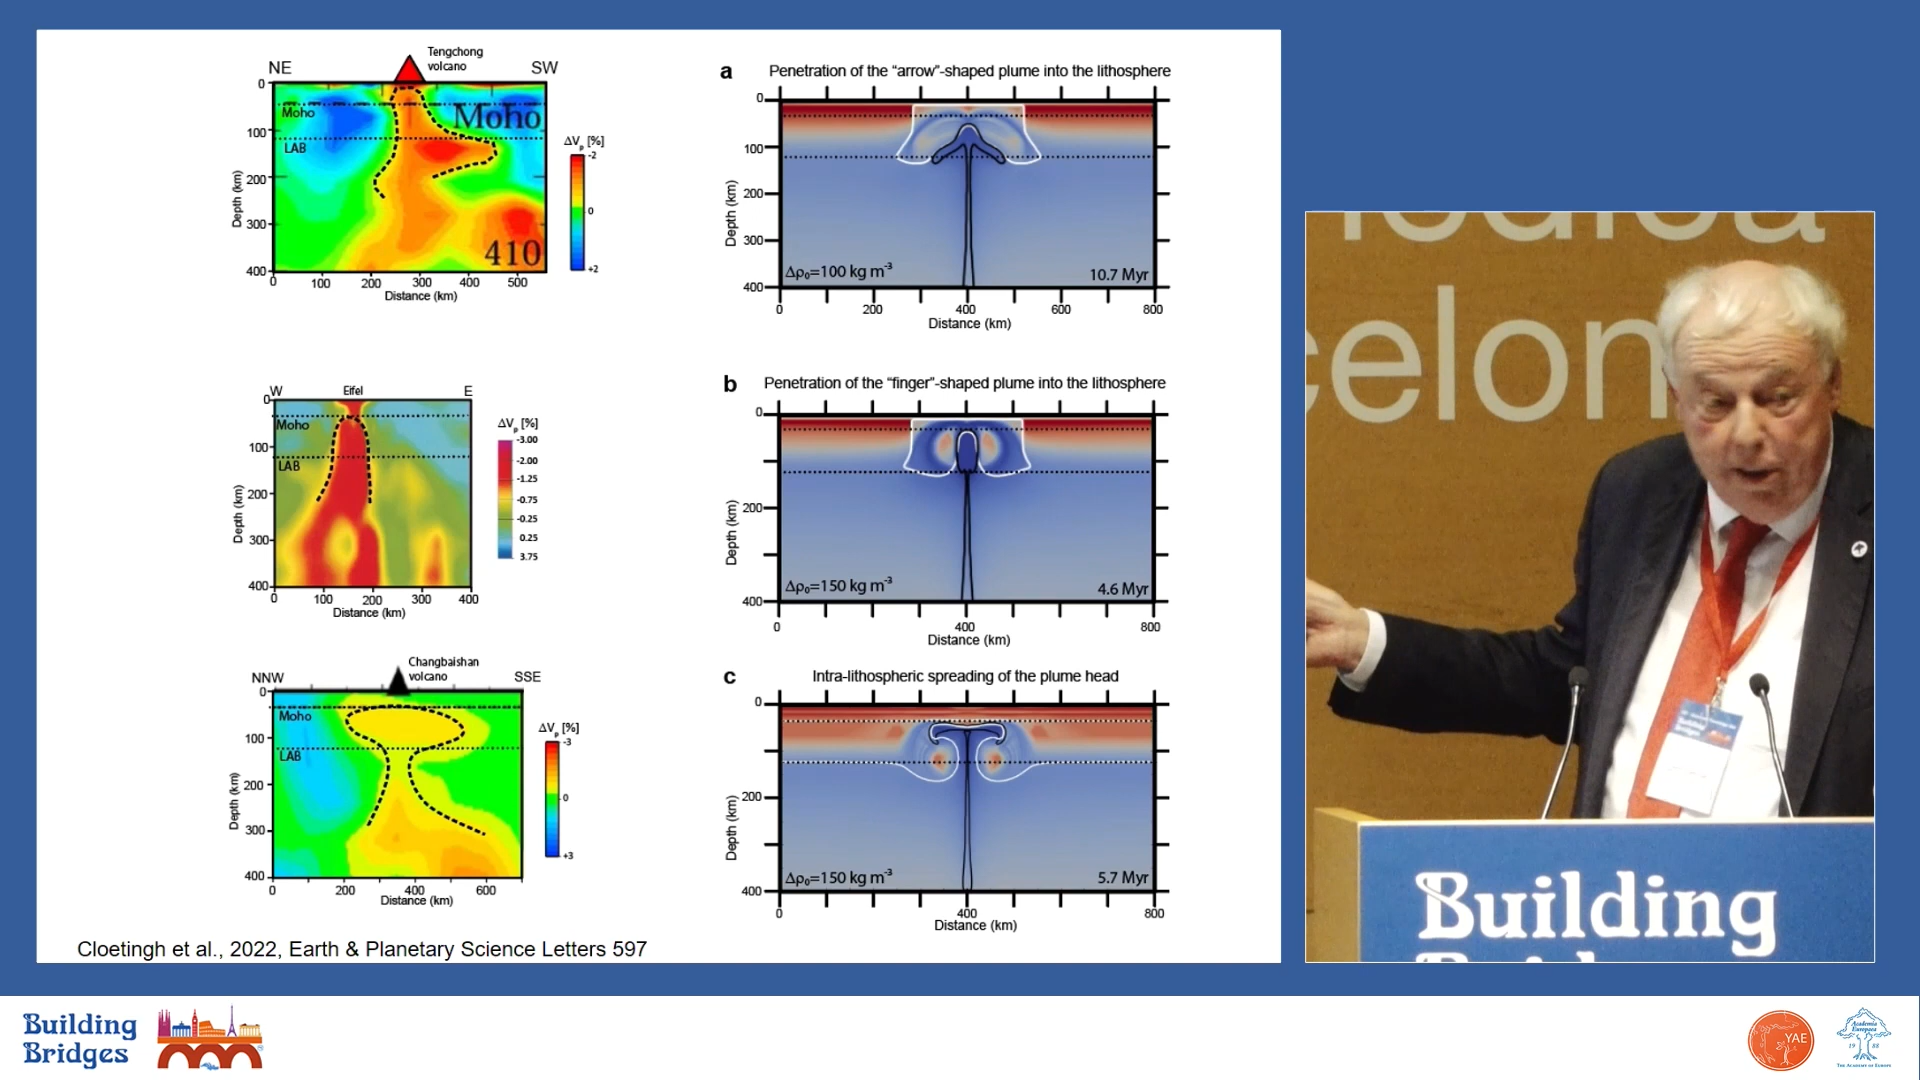 Tengchong
volcano
NE
SW
0
Moho
Moho
100
LAB
200
300
410
400
0
100
200
300
400
500
Distance (km)
Depth (km)
ΔVp [%]
-2
0
+2
a
Penetration of the “arrow”-shaped plume into the lithosphere
0
100
200
300
400
Depth (km)
Δρ₀=100 kg m⁻³
10.7 Myr
0
200
400
600
800
Distance (km)
W
Eifel
E
0
Moho
100
LAB
200
300
400
Depth (km)
0
100
200
300
400
Distance (km)
ΔVp [%]
-3.00
-2.00
-1.25
-0.75
-0.25
0.25
3.75
b
Penetration of the “finger”-shaped plume into the lithosphere
0
200
400
Depth (km)
Δρ₀=150 kg m⁻³
4.6 Myr
0
400
800
Distance (km)
Changbaishan
volcano
NNW
SSE
0
Moho
100
LAB
200
300
400
Depth (km)
0
200
400
600
Distance (km)
ΔVp [%]
-3
0
+3
c
Intra-lithospheric spreading of the plume head
0
200
400
Depth (km)
Δρ₀=150 kg m⁻³
5.7 Myr
0
400
800
Distance (km)
Cloetingh et al., 2022, Earth & Planetary Science Letters 597
Building
Building
Bridges
YAE
Academia
Europaea
19 88
THE ACADEMY OF EUROPE